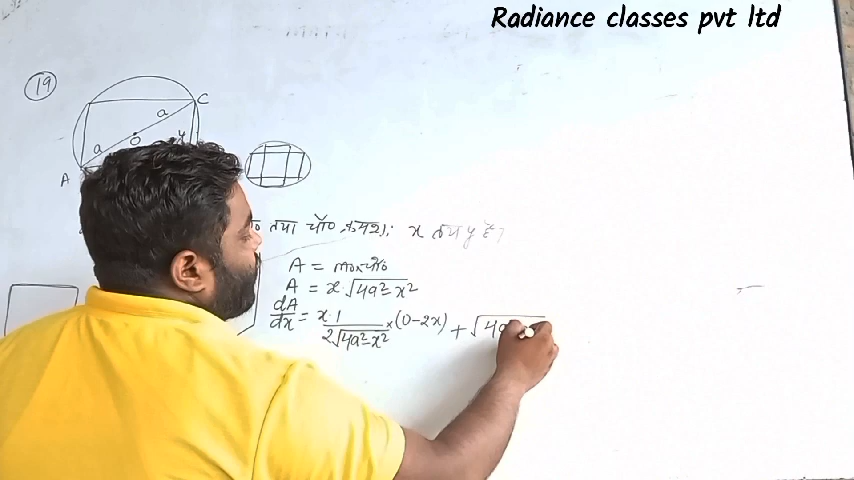 Radiance classes pvt ltd
19
C
a
y
O
a
A
तथा चौ० क्रमशः x तथा y है।
A = ल०×चौ०
A = x·√4a²-x²
dA/dx = x·1/2√4a²-x² × (0-2x) + √4a